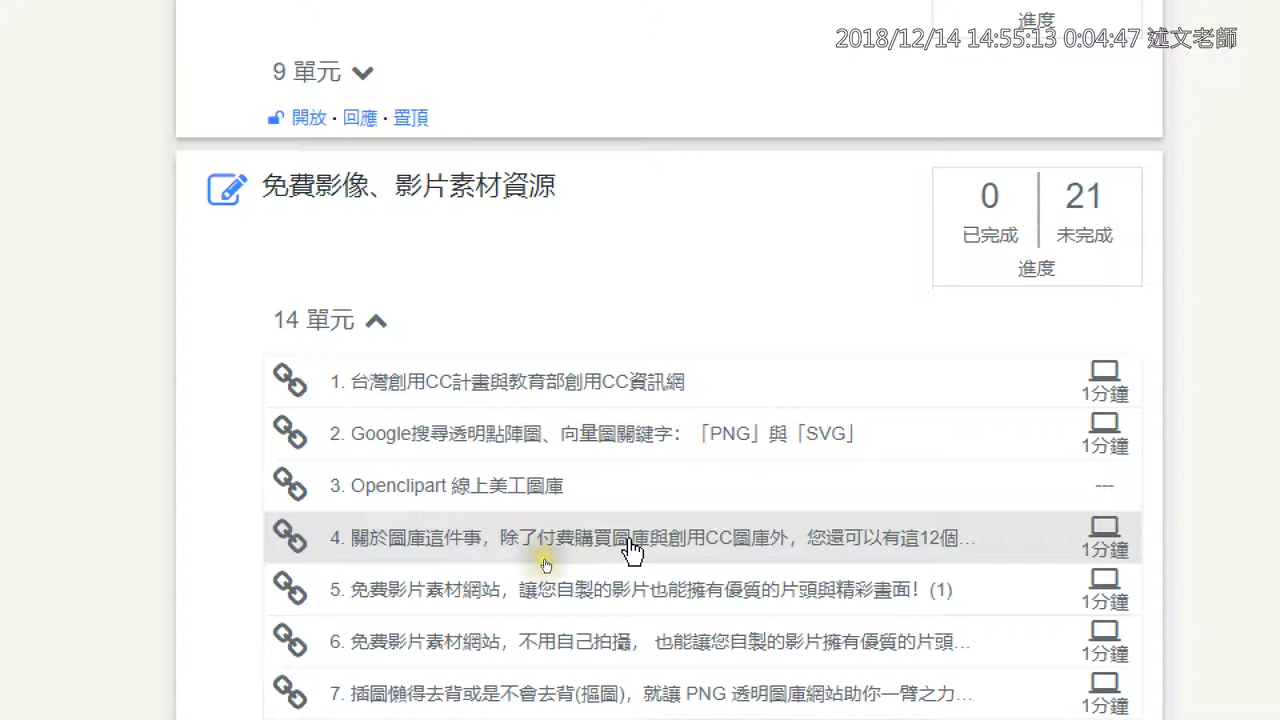 進度
2018/12/14 14:55:13 0:04:47 述文老師
9 單元
開放・回應・置頂
免費影像、影片素材資源
0 21
已完成 未完成
進度
14 單元
1. 台灣創用CC計畫與教育部創用CC資訊網
1分鐘
2. Google搜尋透明點陣圖、向量圖關鍵字：「PNG」與「SVG」
1分鐘
3. Openclipart 線上美工圖庫
---
4. 關於圖庫這件事，除了付費購買圖庫與創用CC圖庫外，您還可以有這12個...
1分鐘
5. 免費影片素材網站，讓您自製的影片也能擁有優質的片頭與精彩畫面！(1)
1分鐘
6. 免費影片素材網站，不用自己拍攝， 也能讓您自製的影片擁有優質的片頭...
1分鐘
7. 插圖懶得去背或是不會去背(摳圖)，就讓 PNG 透明圖庫網站助你一臂之力...
1分鐘